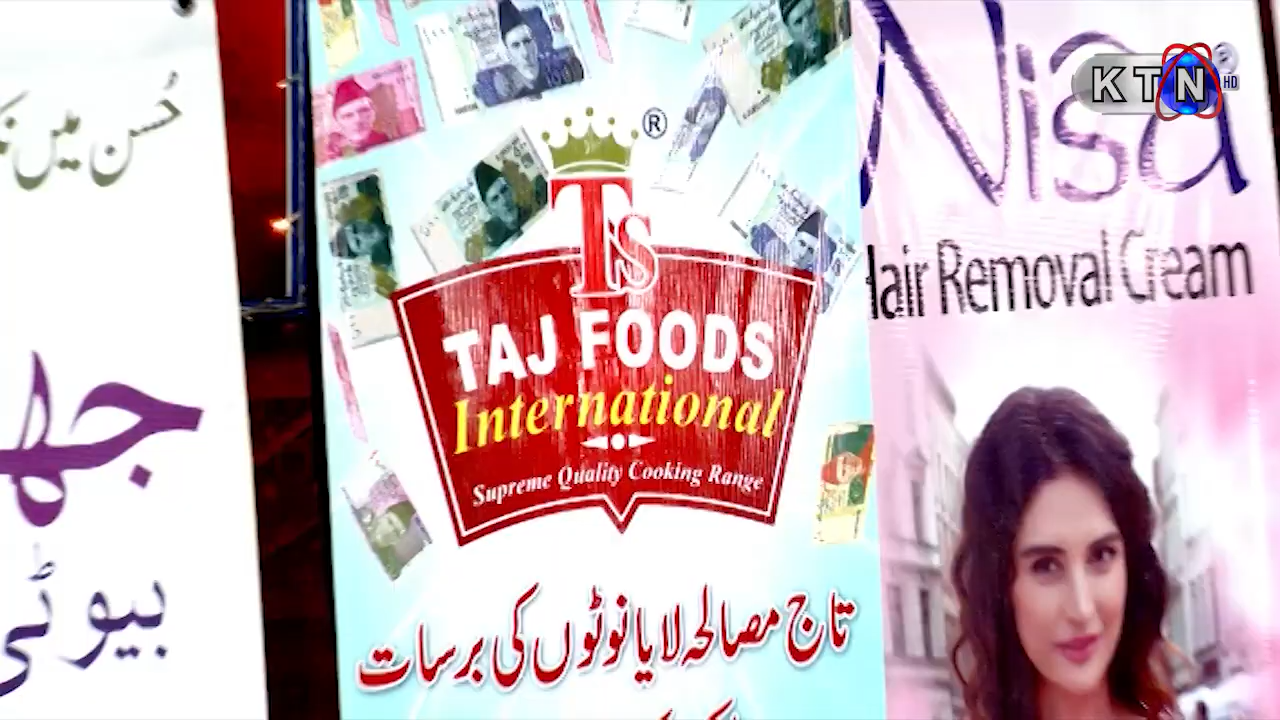 حُسن میں
جھا
بیوٹی
®
Ts
TAJ FOODS
International
Supreme Quality Cooking Range
تاج مصالحہ لایا نوٹوں کی برسات
Nisa
Hair Removal Cream
KTN HD